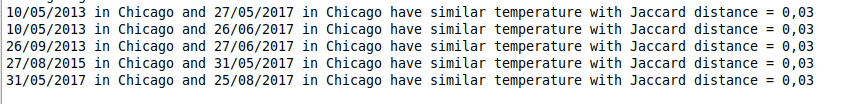 10/05/2013 in Chicago and 27/05/2017 in Chicago have similar temperature with Jaccard distance = 0,03
10/05/2013 in Chicago and 26/06/2017 in Chicago have similar temperature with Jaccard distance = 0,03
26/09/2013 in Chicago and 27/06/2017 in Chicago have similar temperature with Jaccard distance = 0,03
27/08/2015 in Chicago and 31/05/2017 in Chicago have similar temperature with Jaccard distance = 0,03
31/05/2017 in Chicago and 25/08/2017 in Chicago have similar temperature with Jaccard distance = 0,03